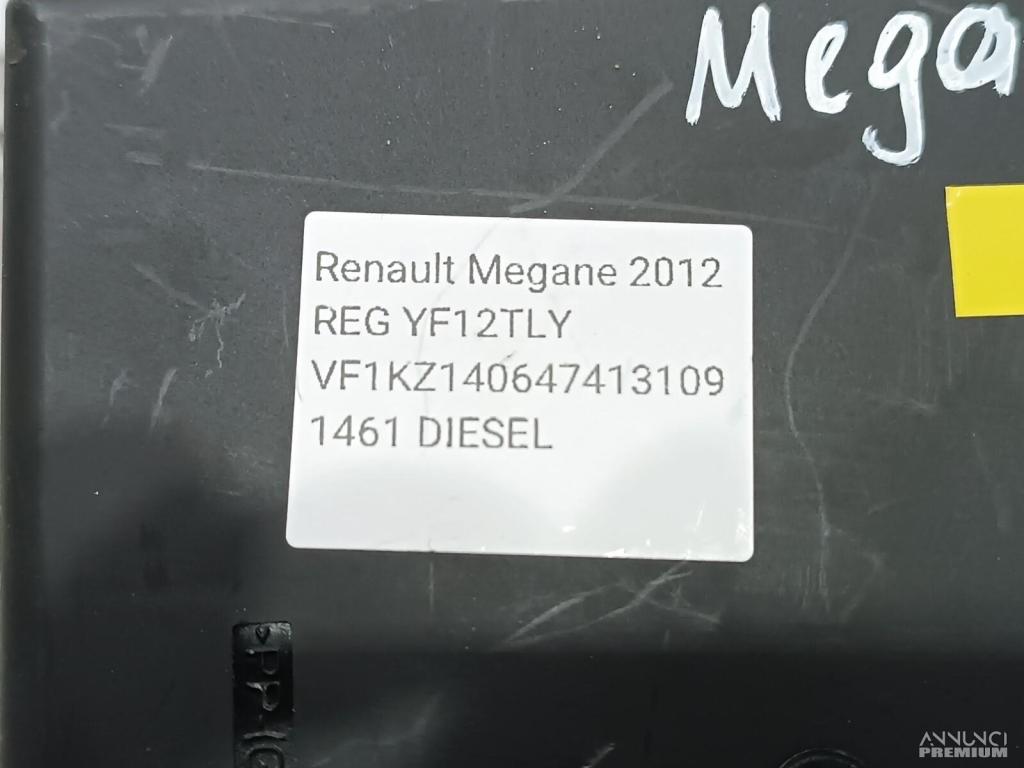 Mega
Renault Megane 2012
REG YF12TLY
VF1KZ140647413109
1461 DIESEL
ANNUNCI
PREMIUM